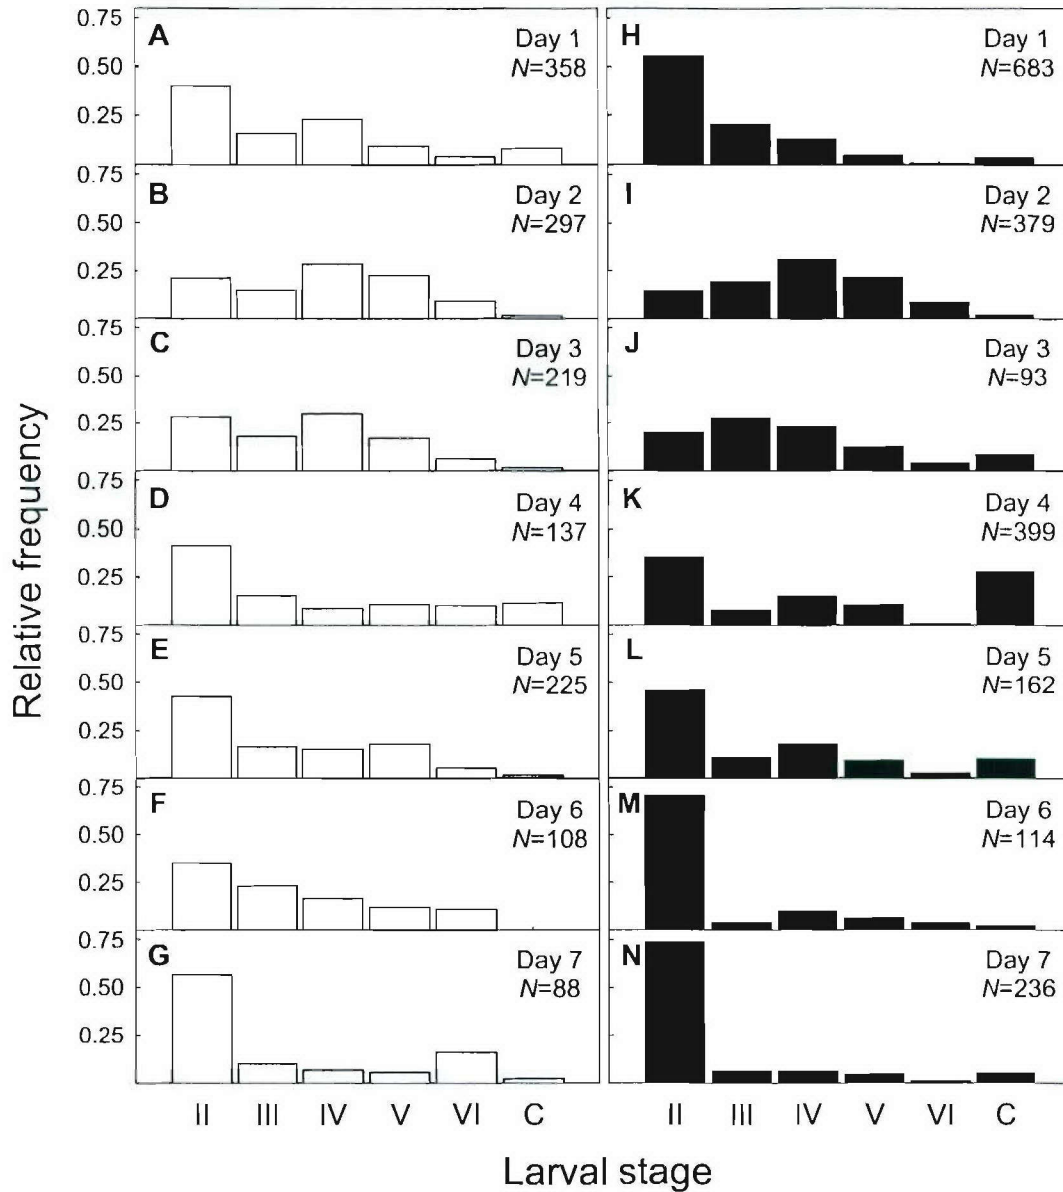 Relative frequency
0.75
0.50
0.25
A
Day 1
N=358
H
Day 1
N=683
0.75
0.50
0.25
B
Day 2
N=297
I
Day 2
N=379
0.75
0.50
0.25
C
Day 3
N=219
J
Day 3
N=93
0.75
0.50
0.25
D
Day 4
N=137
K
Day 4
N=399
0.75
0.50
0.25
E
Day 5
N=225
L
Day 5
N=162
0.75
0.50
0.25
F
Day 6
N=108
M
Day 6
N=114
0.75
0.50
0.25
G
Day 7
N=88
N
Day 7
N=236
II III IV V VI C
II III IV V VI C
Larval stage